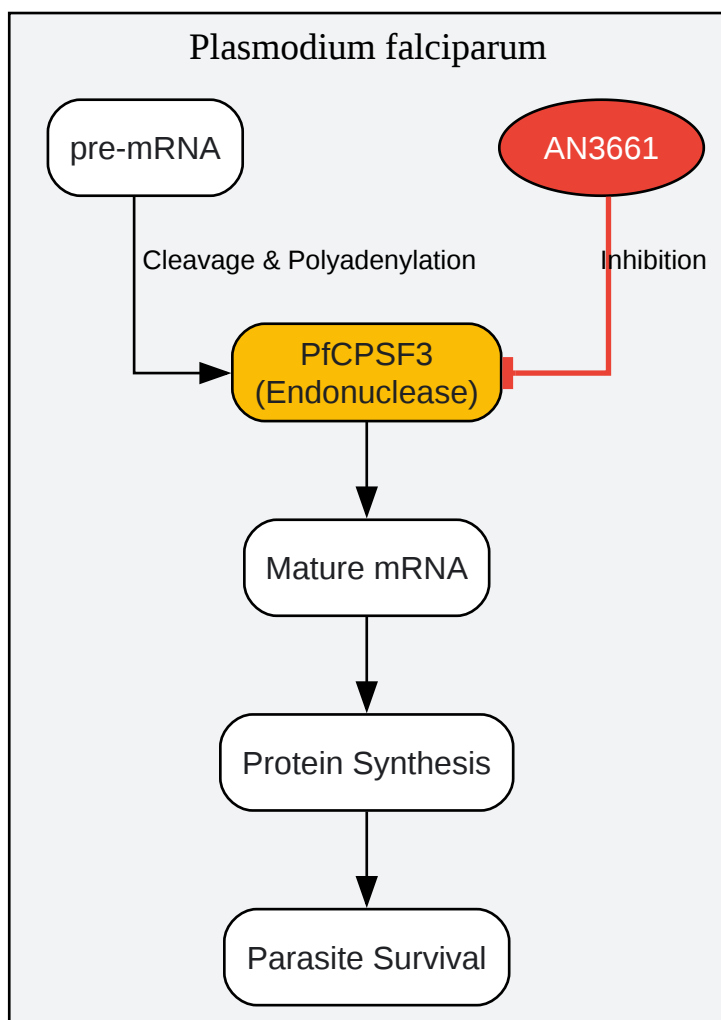 Plasmodium falciparum
pre-mRNA
AN3661
Cleavage & Polyadenylation
Inhibition
PfCPSF3
(Endonuclease)
Mature mRNA
Protein Synthesis
Parasite Survival